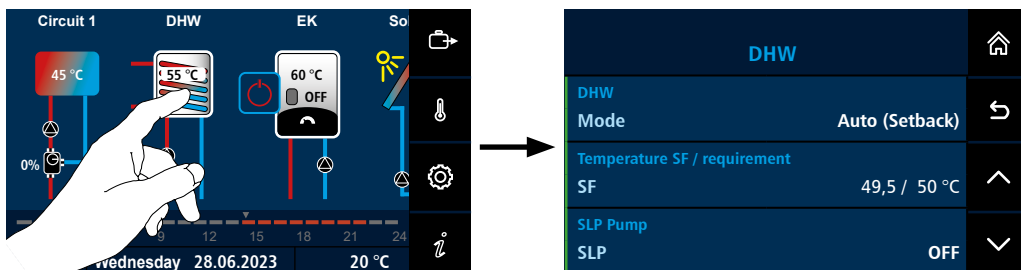 Circuit 1 DHW EK So
45 °C 55 °C 60 °C
OFF
0%
9 12 15 18 21 24
Wednesday 28.06.2023 20 °C
DHW
DHW
Mode Auto (Setback)
Temperature SF / requirement
SF 49,5 / 50 °C
SLP Pump
SLP OFF